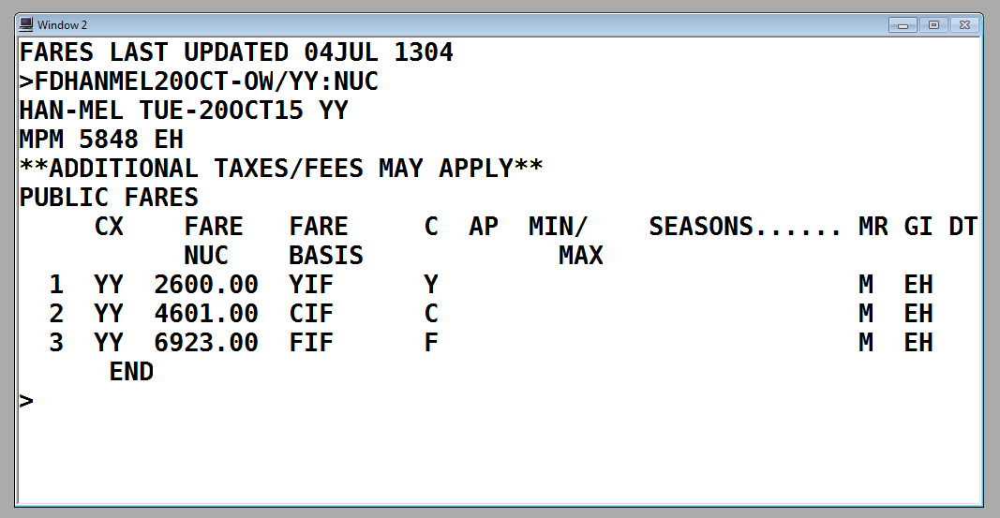 Window 2
FARES LAST UPDATED 04JUL 1304
>FDHANMEL20OCT-OW/YY:NUC
HAN-MEL TUE-20OCT15 YY
MPM 5848 EH
**ADDITIONAL TAXES/FEES MAY APPLY**
PUBLIC FARES
CX FARE FARE C AP MIN/ SEASONS...... MR GI DT
NUC BASIS MAX
1 YY 2600.00 YIF Y M EH
2 YY 4601.00 CIF C M EH
3 YY 6923.00 FIF F M EH
END
>